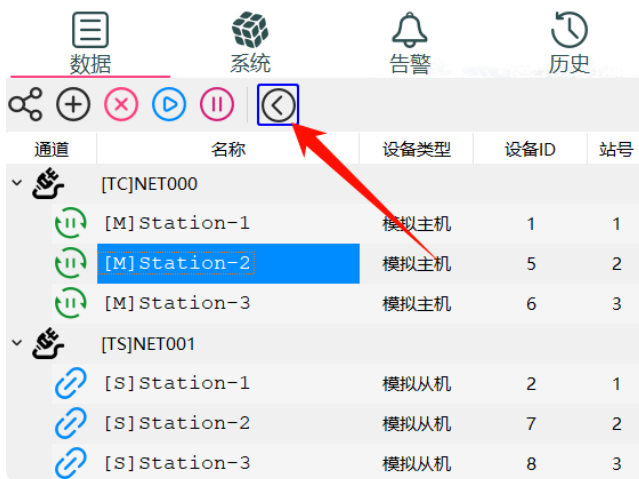 数据 系统 告警 历史
通道 名称 设备类型 设备ID 站号
[TC]NET000
[M]Station-1 模拟主机 1 1
[M]Station-2 模拟主机 5 2
[M]Station-3 模拟主机 6 3
[TS]NET001
[S]Station-1 模拟从机 2 1
[S]Station-2 模拟从机 7 2
[S]Station-3 模拟从机 8 3